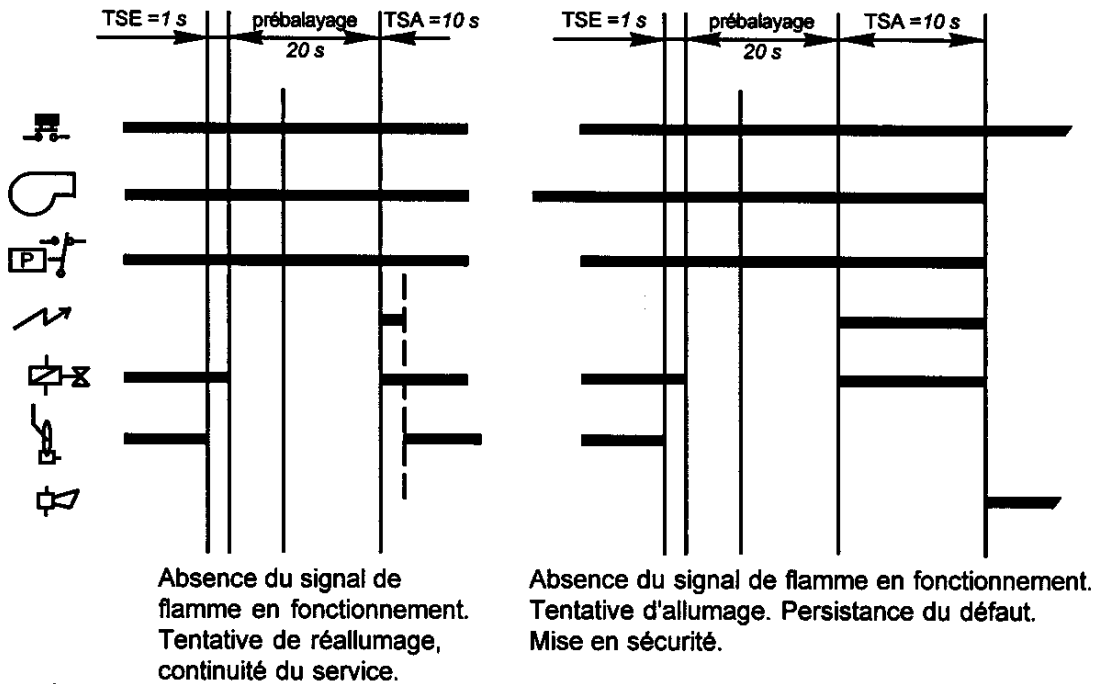 TSE =1 s prébalayage TSA =10 s
20 s
TSE =1 s prébalayage TSA =10 s
20 s
P
Absence du signal de
flamme en fonctionnement.
Tentative de réallumage,
continuité du service.
Absence du signal de flamme en fonctionnement.
Tentative d'allumage. Persistance du défaut.
Mise en sécurité.